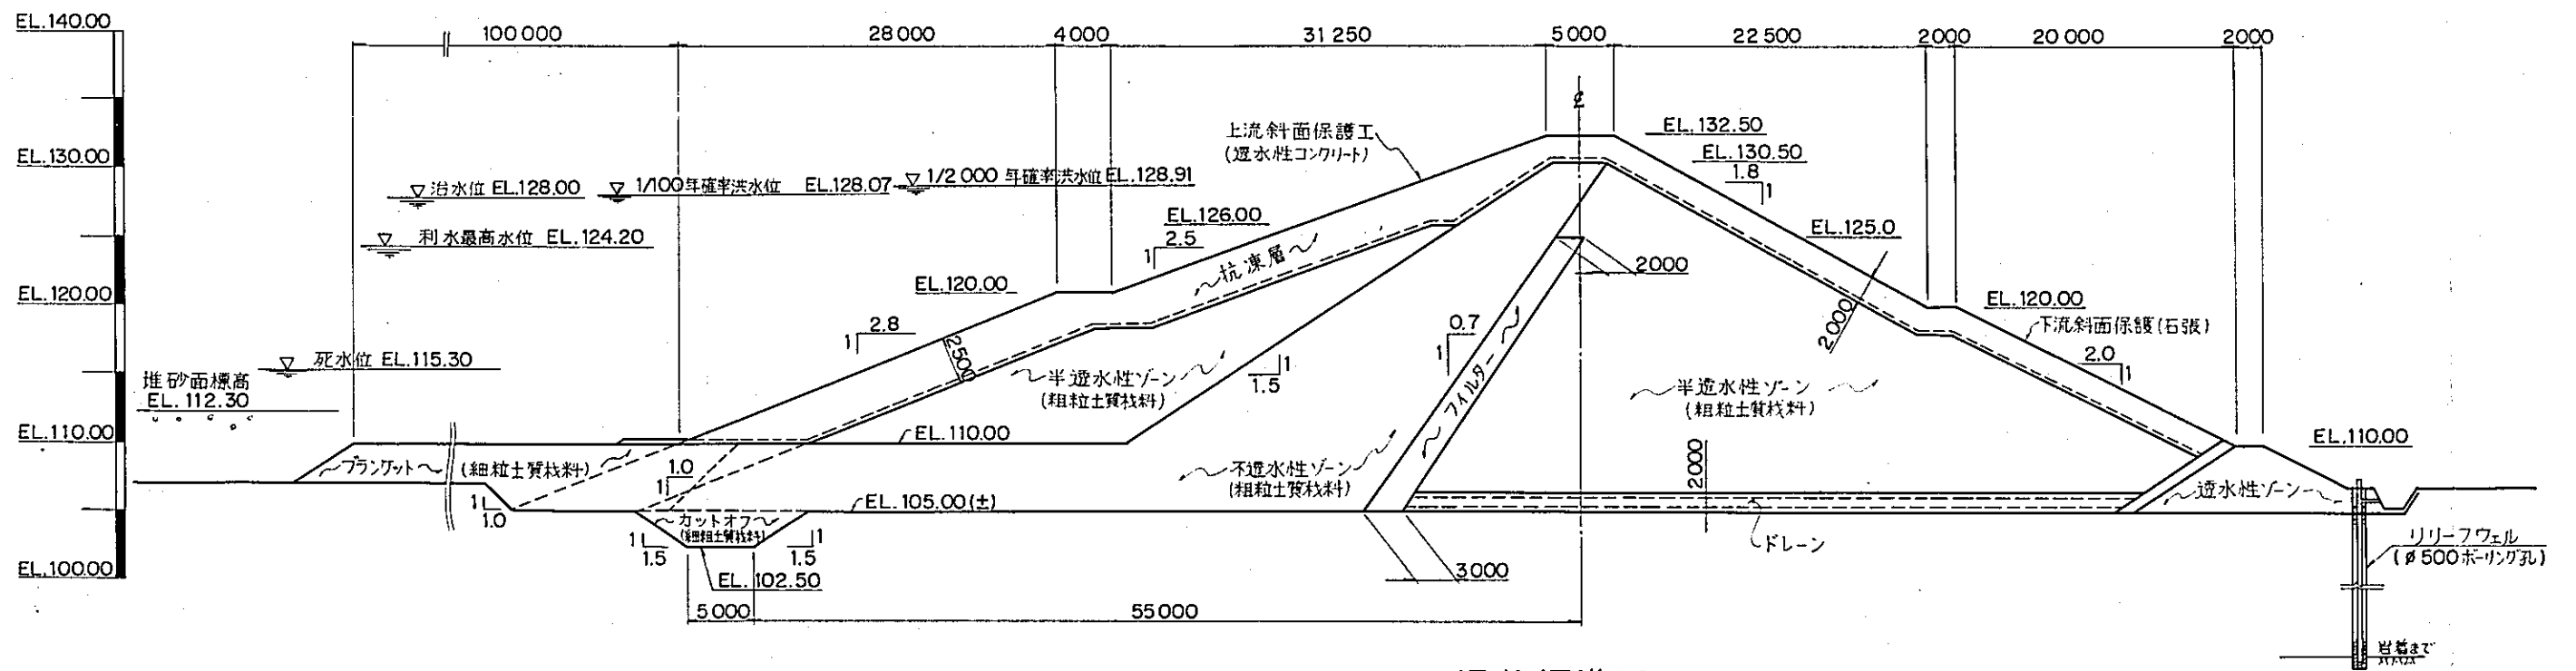 EL.140.00
100 000
28 000
4 000
31 250
5 000
22 500
2000
20 000
2000
上流斜面保護工
(透水性コンクリート)
EL.132.50
EL.130.00
EL.130.50
1.8
1
治水位 EL.128.00
1/100年確率洪水位 EL.128.07
1/2 000 年確率洪水位 EL.128.91
利水最高水位 EL.124.20
EL.126.00
1
2.5
抗凍層
EL.125.0
2000
EL.120.00
EL.120.00
EL.120.00
下流斜面保護(石張)
1
2.8
2500
1
0.7
2000
2.0
1
死水位 EL.115.30
堆砂面標高
EL.112.30
半透水性ゾーン
(粗粒土質材料)
1
1.5
フィルター
半透水性ゾーン
(粗粒土質材料)
EL.110.00
EL.110.00
EL.110.00
ブランケット
(細粒土質材料)
1.0
1
不透水性ゾーン
(粗粒土質材料)
2000
透水性ゾーン
1
1.0
EL.105.00(±)
カットオフ
1
1.5
1
1.5
ドレーン
リリーフウェル
(φ500ボーリング孔)
EL.100.00
EL.102.50
3000
5000
55 000
岩着まで